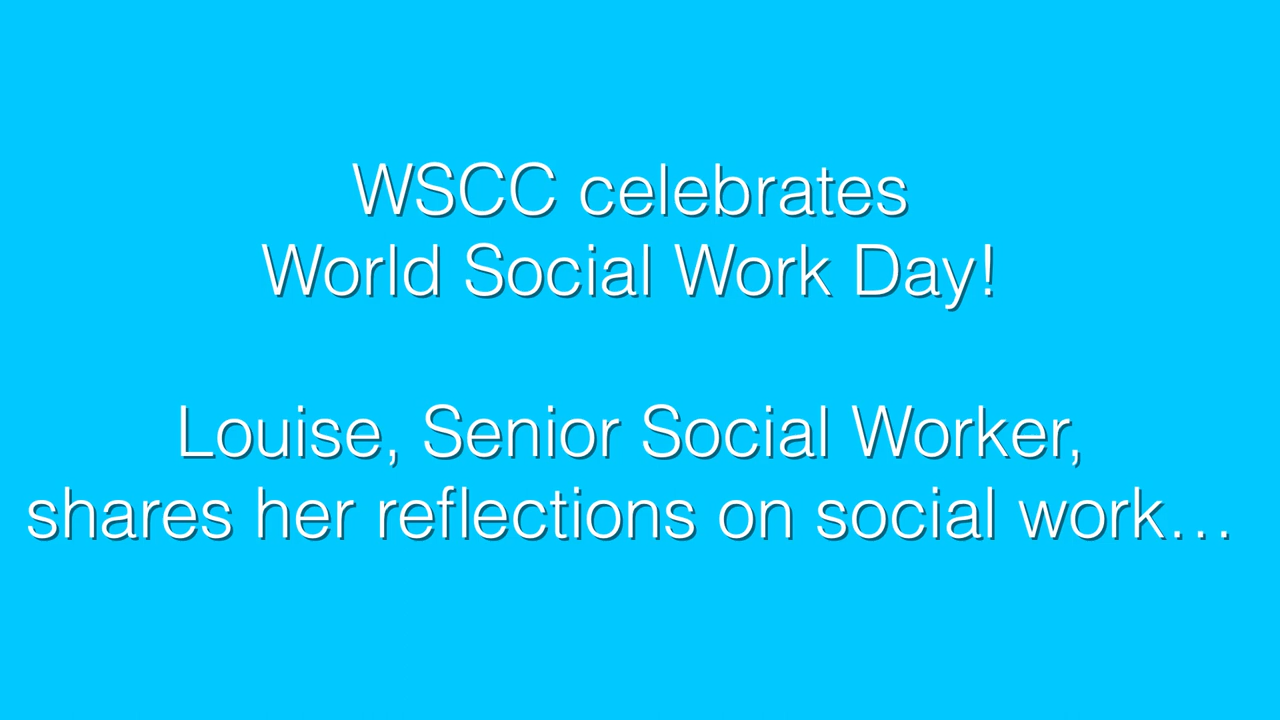 WSCC celebrates
World Social Work Day!
Louise, Senior Social Worker,
shares her reflections on social work…